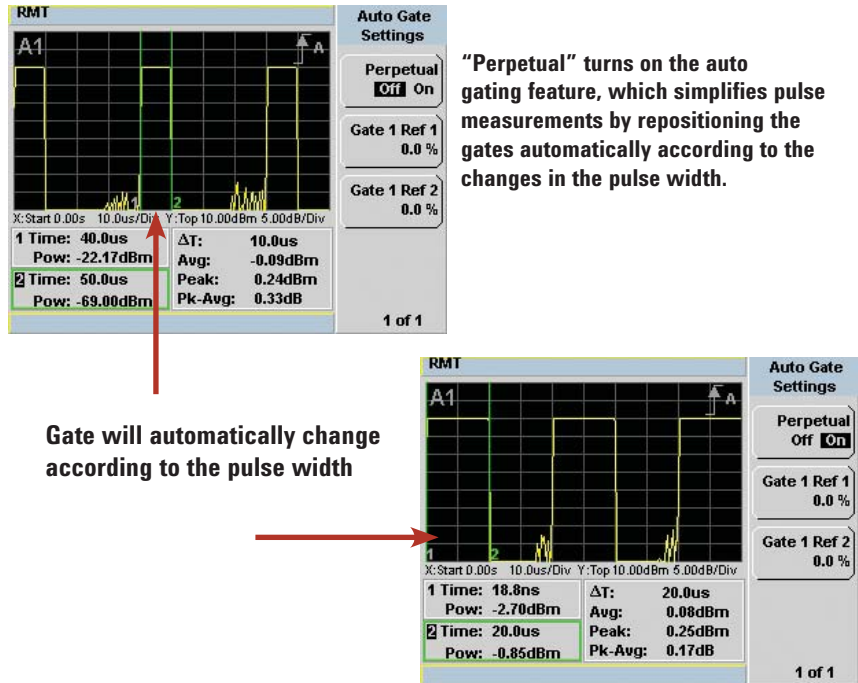 RMT
Auto Gate
Settings
A1
A
Perpetual
Off On
Gate 1 Ref 1
0.0 %
Gate 1 Ref 2
0.0 %
1
2
X:Start 0.00s 10.0us/Div Y:Top 10.00dBm 5.00dB/Div
1 Time: 40.0us
Pow: -22.17dBm
2 Time: 50.0us
Pow: -69.00dBm
ΔT: 10.0us
Avg: -0.09dBm
Peak: 0.24dBm
Pk-Avg: 0.33dB
1 of 1
“Perpetual” turns on the auto
gating feature, which simplifies pulse
measurements by repositioning the
gates automatically according to the
changes in the pulse width.
Gate will automatically change
according to the pulse width
RMT
Auto Gate
Settings
A1
A
Perpetual
Off On
Gate 1 Ref 1
0.0 %
Gate 1 Ref 2
0.0 %
1
2
X:Start 0.00s 10.0us/Div Y:Top 10.00dBm 5.00dB/Div
1 Time: 18.8ns
Pow: -2.70dBm
2 Time: 20.0us
Pow: -0.85dBm
ΔT: 20.0us
Avg: 0.08dBm
Peak: 0.25dBm
Pk-Avg: 0.17dB
1 of 1